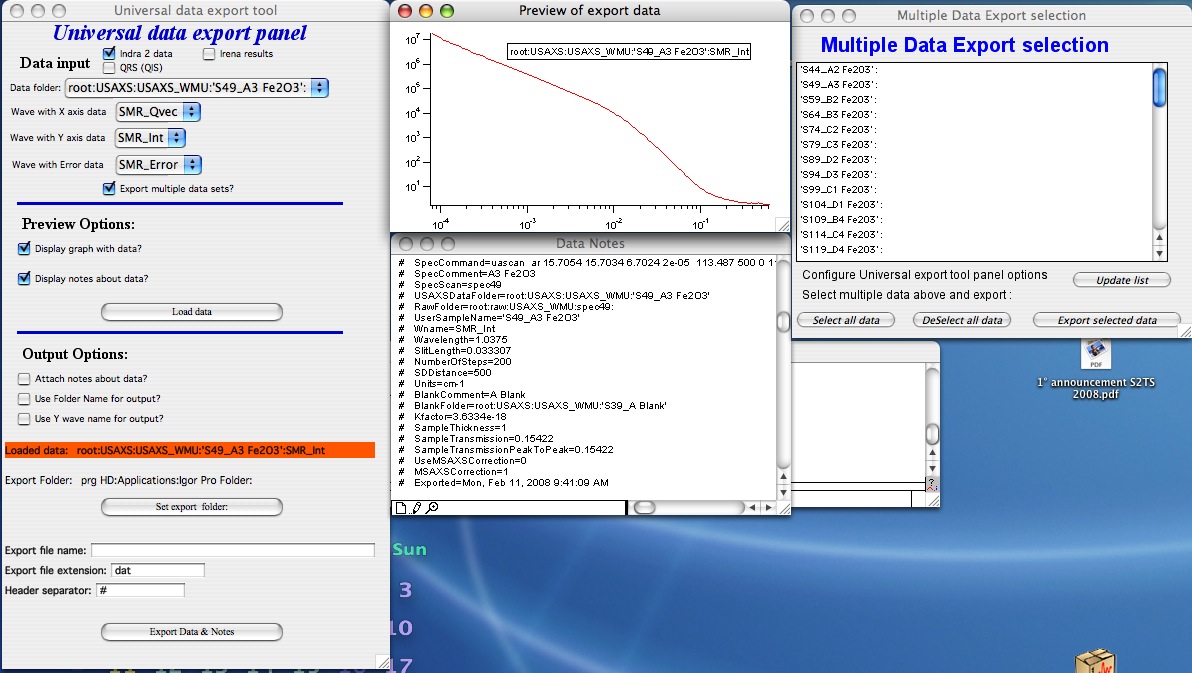 Universal data export tool
Universal data export panel
Data input
Indra 2 data
Irena results
QRS (QIS)
Data folder: root:USAXS:USAXS_WMU:'S49_A3 Fe2O3':
Wave with X axis data SMR_Qvec
Wave with Y axis data SMR_Int
Wave with Error data SMR_Error
Export multiple data sets?
Preview Options:
Display graph with data?
Display notes about data?
Load data
Output Options:
Attach notes about data?
Use Folder Name for output?
Use Y wave name for output?
Loaded data: root:USAXS:USAXS_WMU:'S49_A3 Fe2O3':SMR_Int
Export Folder: prg HD:Applications:Igor Pro Folder:
Set export folder:
Export file name:
Export file extension: dat
Header separator: #
Export Data & Notes
Preview of export data
root:USAXS:USAXS_WMU:'S49_A3 Fe2O3':SMR_Int
10^7
10^6
10^5
10^4
10^3
10^2
10^1
10^-4 10^-3 10^-2 10^-1
Data Notes
# SpecCommand=uascan ar 15.7054 15.7034 6.7024 2e-05 113.487 500 0 1
# SpecComment=A3 Fe2O3
# SpecScan=spec49
# USAXSDataFolder=root:USAXS:USAXS_WMU:'S49_A3 Fe2O3'
# RawFolder=root:raw:USAXS_WMU:spec49:
# UserSampleName='S49_A3 Fe2O3'
# Wname=SMR_Int
# Wavelength=1.0375
# SlitLength=0.033307
# NumberOfSteps=200
# SDDistance=500
# Units=cm-1
# BlankComment=A Blank
# BlankFolder=root:USAXS:USAXS_WMU:'S39_A Blank'
# Kfactor=3.6334e-18
# SampleThickness=1
# SampleTransmission=0.15422
# SampleTransmissionPeakToPeak=0.15422
# UseMSAXSCorrection=0
# MSAXSCorrection=1
# Exported=Mon, Feb 11, 2008 9:41:09 AM
Multiple Data Export selection
Multiple Data Export selection
'S44_A2 Fe2O3':
'S49_A3 Fe2O3':
'S59_B2 Fe2O3':
'S64_B3 Fe2O3':
'S74_C2 Fe2O3':
'S79_C3 Fe2O3':
'S89_D2 Fe2O3':
'S94_D3 Fe2O3':
'S99_C1 Fe2O3':
'S104_D1 Fe2O3':
'S109_B4 Fe2O3':
'S114_C4 Fe2O3':
'S119_D4 Fe2O3':
Configure Universal export tool panel options
Update list
Select multiple data above and export :
Select all data
DeSelect all data
Export selected data
PDF
1° announcement S2TS
2008.pdf
Sun
3
10
17